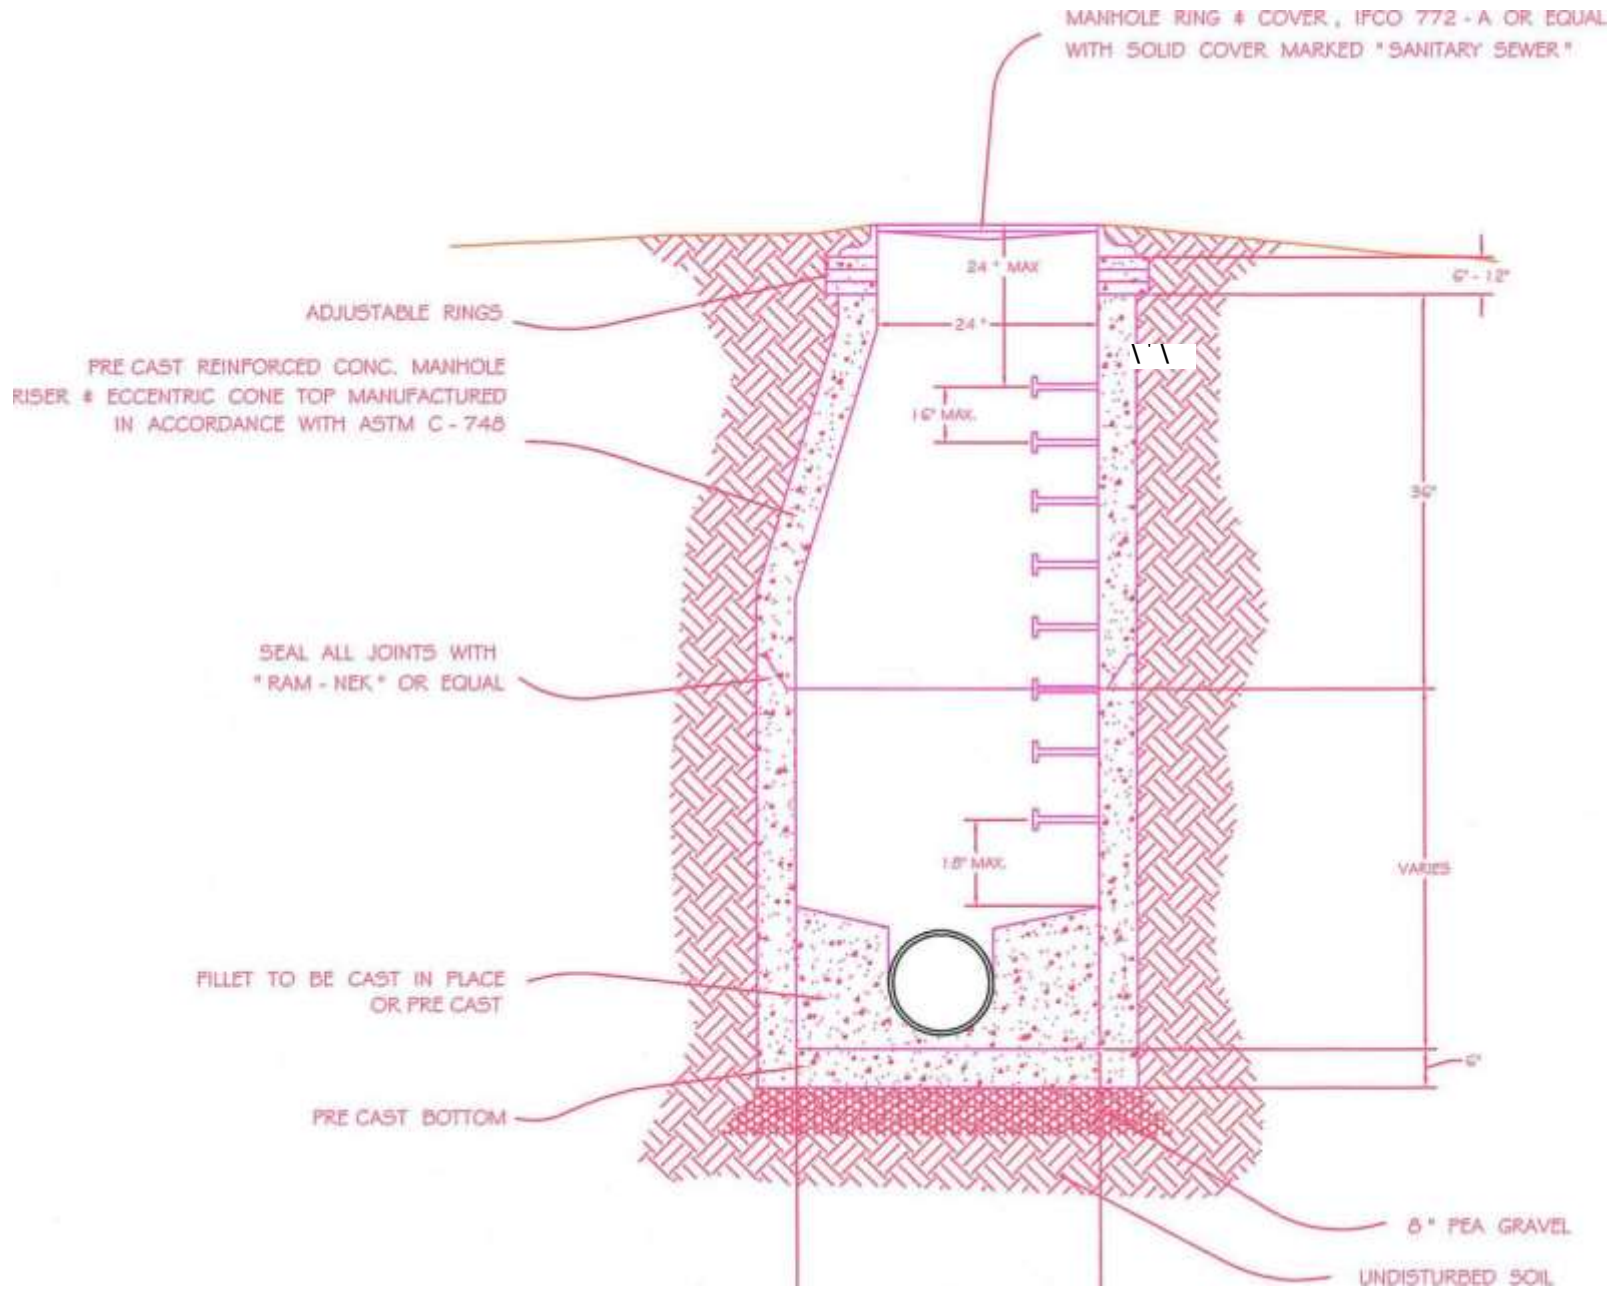 MANHOLE RING & COVER, IFCO 772-A OR EQUAL
WITH SOLID COVER MARKED "SANITARY SEWER"
24" MAX
6"-12"
ADJUSTABLE RINGS
24"
PRE CAST REINFORCED CONC. MANHOLE
RISER & ECCENTRIC CONE TOP MANUFACTURED
IN ACCORDANCE WITH ASTM C-748
16" MAX.
36"
SEAL ALL JOINTS WITH
"RAM-NEK" OR EQUAL
18" MAX.
VARIES
FILLET TO BE CAST IN PLACE
OR PRE CAST
6"
PRE CAST BOTTOM
8" PEA GRAVEL
UNDISTURBED SOIL